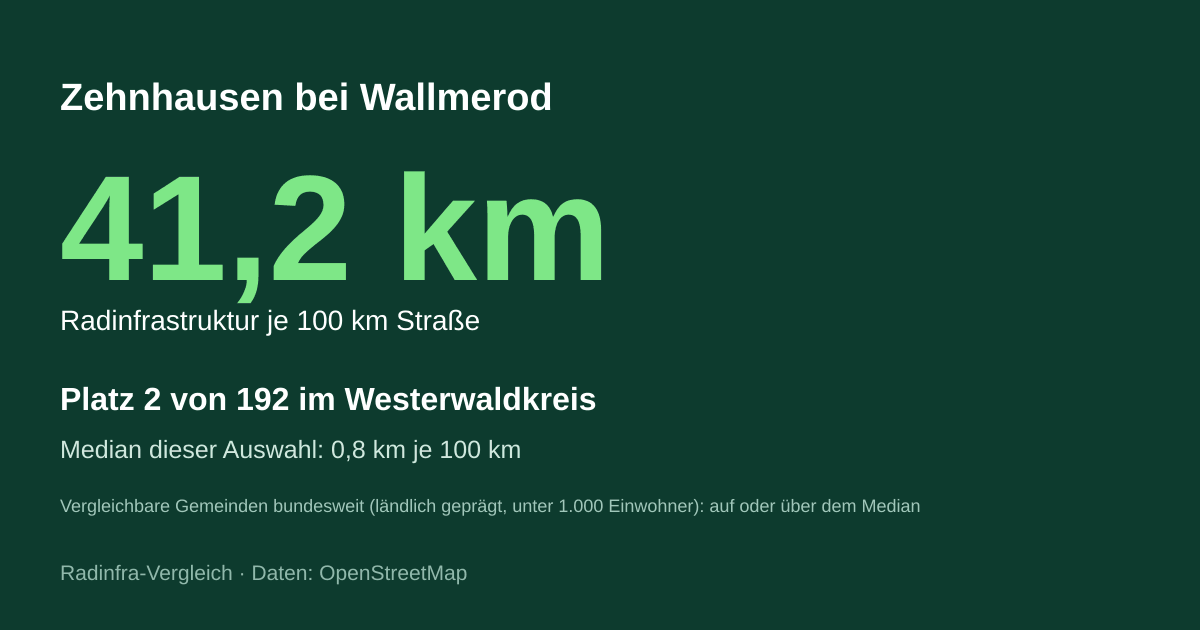 Zehnhausen bei Wallmerod
41,2 km
Radinfrastruktur je 100 km Straße
Platz 2 von 192 im Westerwaldkreis
Median dieser Auswahl: 0,8 km je 100 km
Vergleichbare Gemeinden bundesweit (ländlich geprägt, unter 1.000 Einwohner): auf oder über dem Median
Radinfra-Vergleich · Daten: OpenStreetMap